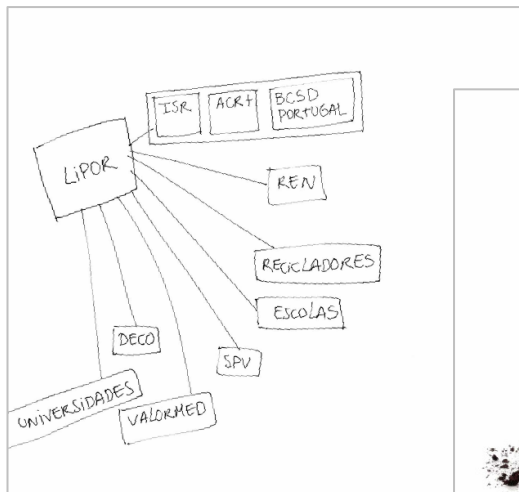 ISR
ACR+
BCSD
PORTUGAL
LiPOR
REN
RECICLADORES
ESCOLAS
DECO
SPV
UNIVERSIDADES
VALORMED